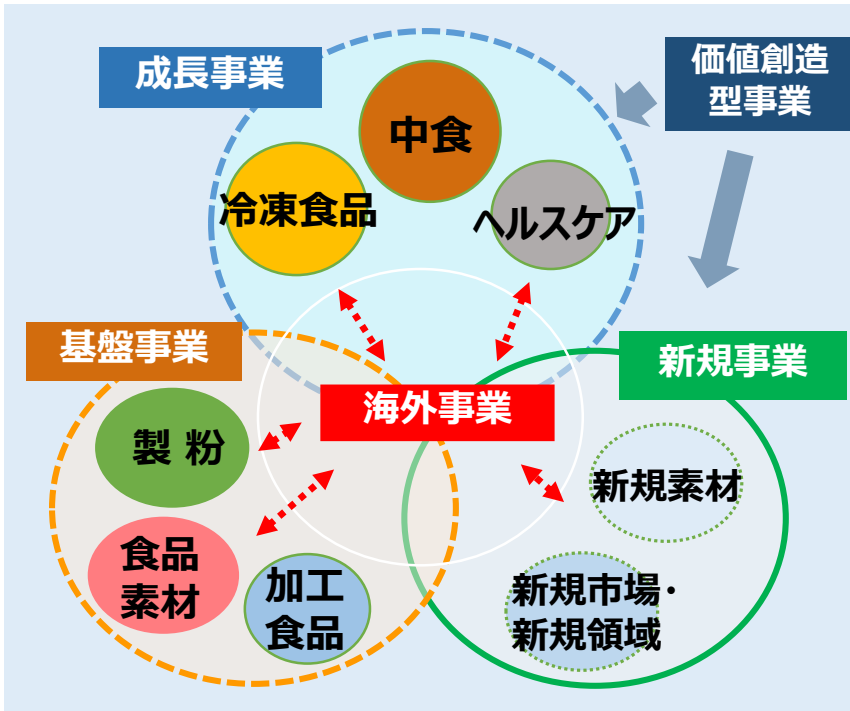 成長事業
価値創造
型事業
中食
冷凍食品
ヘルスケア
基盤事業
新規事業
海外事業
製 粉
新規素材
食品
素材
加工
食品
新規市場・
新規領域